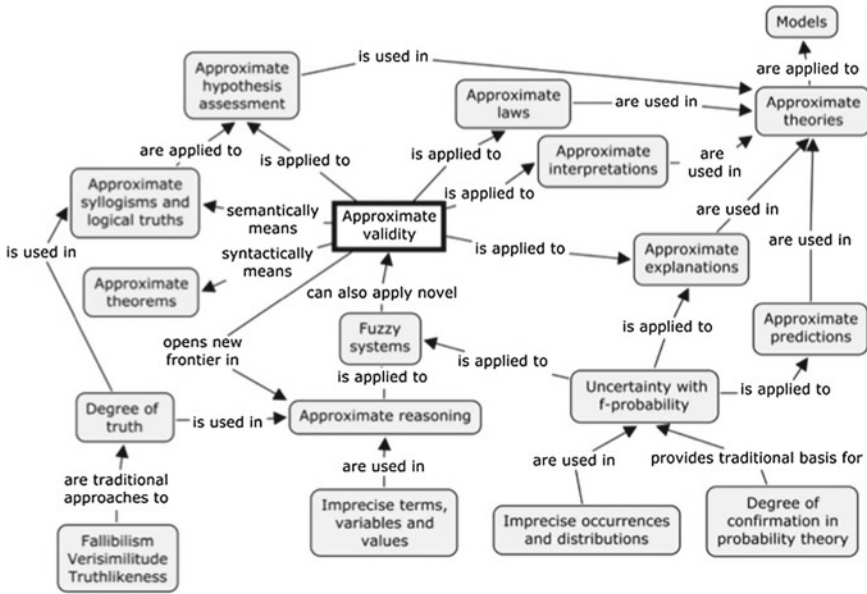 Models
is used in
are applied to
Approximate
hypothesis
assessment
Approximate
laws
are used in
Approximate
theories
are applied to
is applied to
is applied to
Approximate
interpretations
are
used in
Approximate
syllogisms and
logical truths
semantically
means
Approximate
validity
is applied to
are used in
is used in
syntactically
means
is applied to
Approximate
explanations
are used in
Approximate
theorems
can also apply novel
opens new
frontier in
Fuzzy
systems
is applied to
Approximate
predictions
is applied to
is applied to
Uncertainty with
f-probability
is applied to
Degree of
truth
is used in
Approximate reasoning
are traditional
approaches to
are used in
are used in
provides traditional basis for
Imprecise terms,
variables and
values
Imprecise occurrences
and distributions
Degree of
confirmation in
probability theory
Fallibilism
Verisimilitude
Truthlikeness